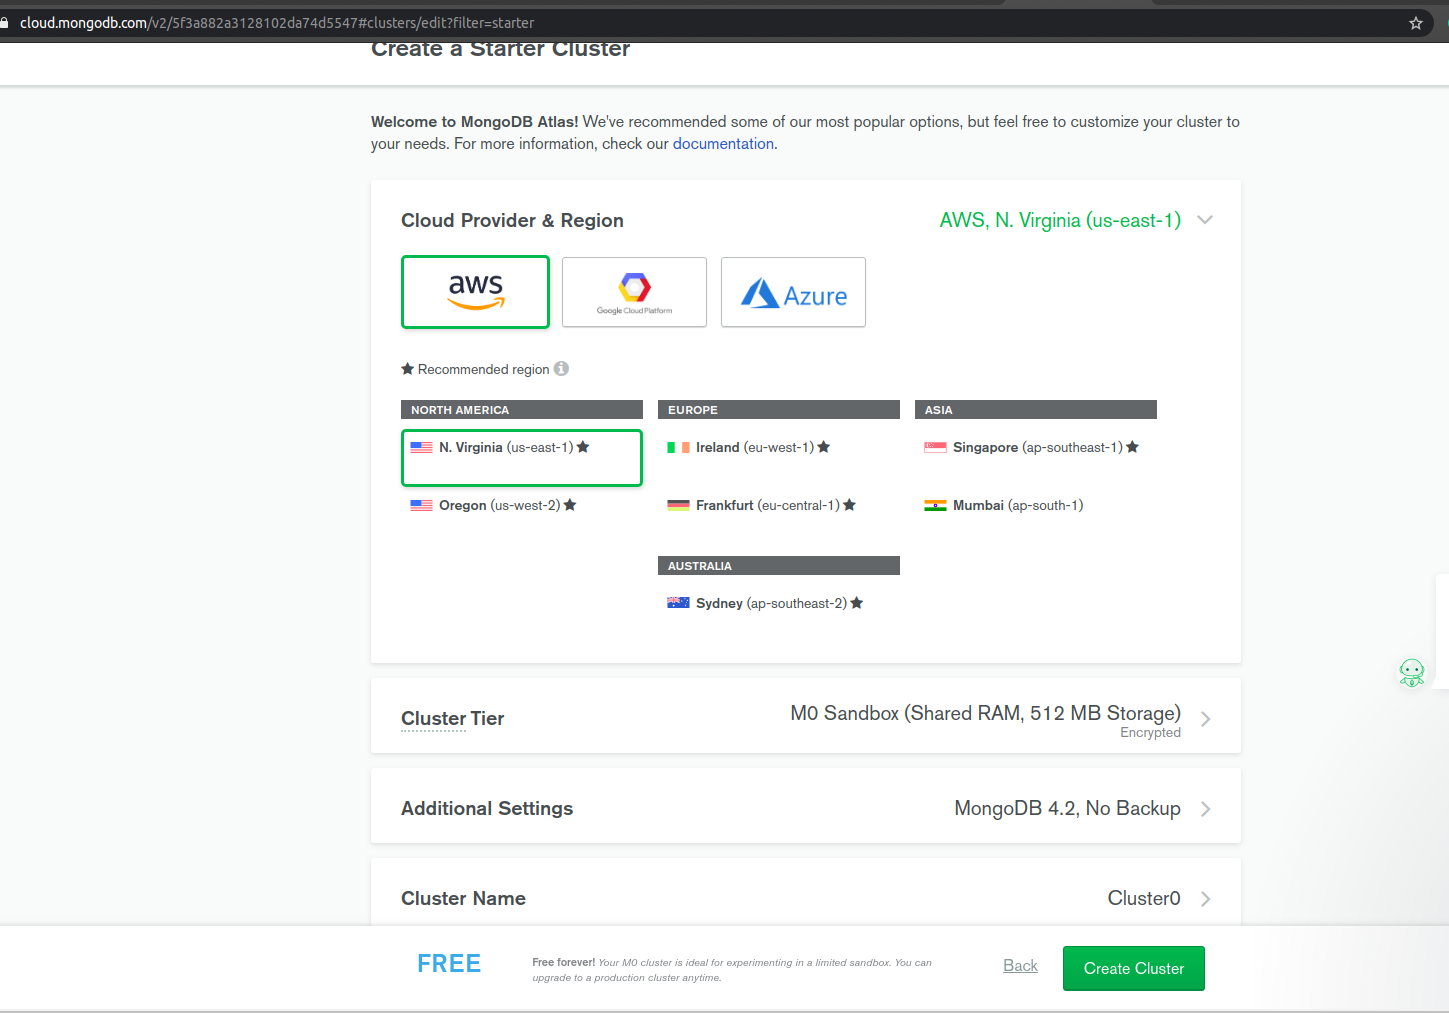 cloud.mongodb.com/v2/5f3a882a3128102da74d5547#clusters/edit?filter=starter
Create a Starter Cluster
Welcome to MongoDB Atlas! We've recommended some of our most popular options, but feel free to customize your cluster to
your needs. For more information, check our documentation.
Cloud Provider & Region
AWS, N. Virginia (us-east-1)
aws
Google Cloud Platform
Azure
Recommended region
NORTH AMERICA
N. Virginia (us-east-1)
Oregon (us-west-2)
EUROPE
Ireland (eu-west-1)
Frankfurt (eu-central-1)
ASIA
Singapore (ap-southeast-1)
Mumbai (ap-south-1)
AUSTRALIA
Sydney (ap-southeast-2)
Cluster Tier
M0 Sandbox (Shared RAM, 512 MB Storage)
Encrypted
Additional Settings
MongoDB 4.2, No Backup
Cluster Name
Cluster0
FREE
Free forever! Your M0 cluster is ideal for experimenting in a limited sandbox. You can
upgrade to a production cluster anytime.
Back
Create Cluster